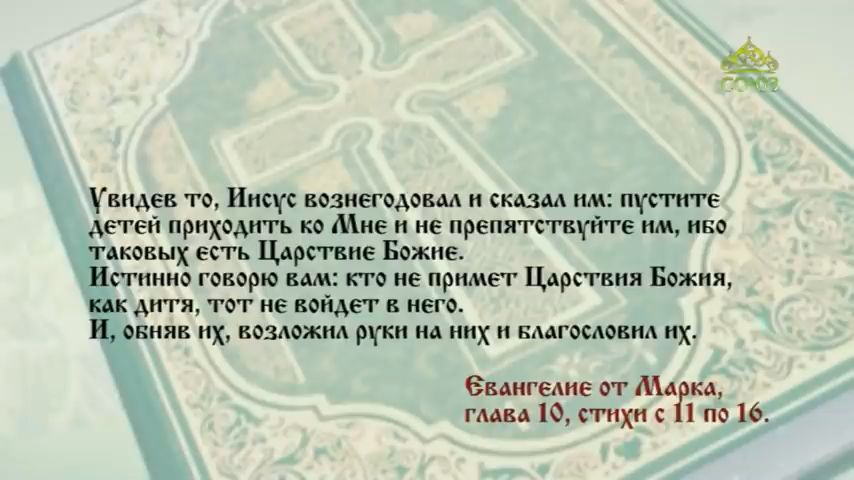 СОЮЗ
Увидев то, Иисус вознегодовал и сказал им: пустите
детей приходить ко Мне и не препятствуйте им, ибо
таковых есть Царствие Божие.
Истинно говорю вам: кто не примет Царствия Божия,
как дитя, тот не войдет в него.
И, обняв их, возложил руки на них и благословил их.
Евангелие от Марка,
глава 10, стихи с 11 по 16.